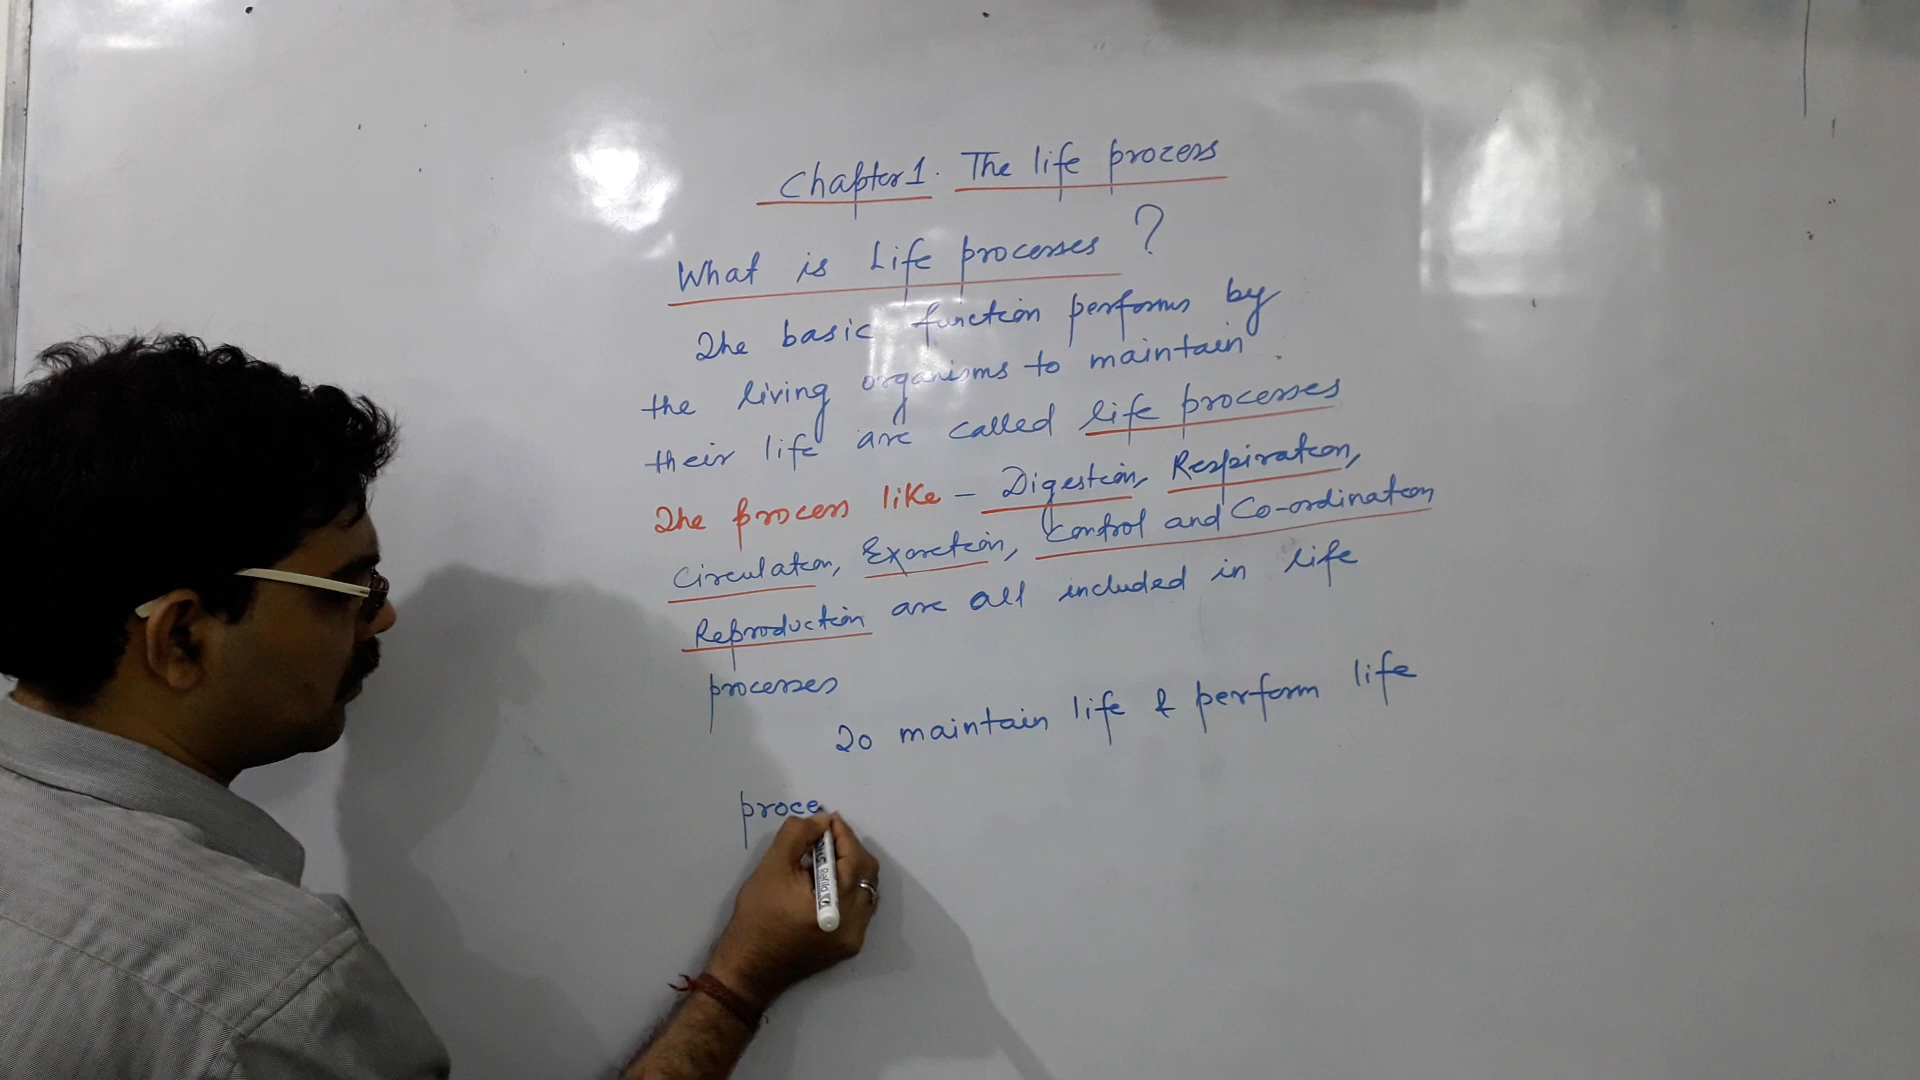 Chapter 1. The life process
What is Life processes ?
The basic function performs by
the living organisms to maintain
their life are called life processes
The process like - Digestion, Respiration,
Circulation, Excretion, Control and Co-ordination
Reproduction are all included in life
processes
To maintain life & perform life
proce